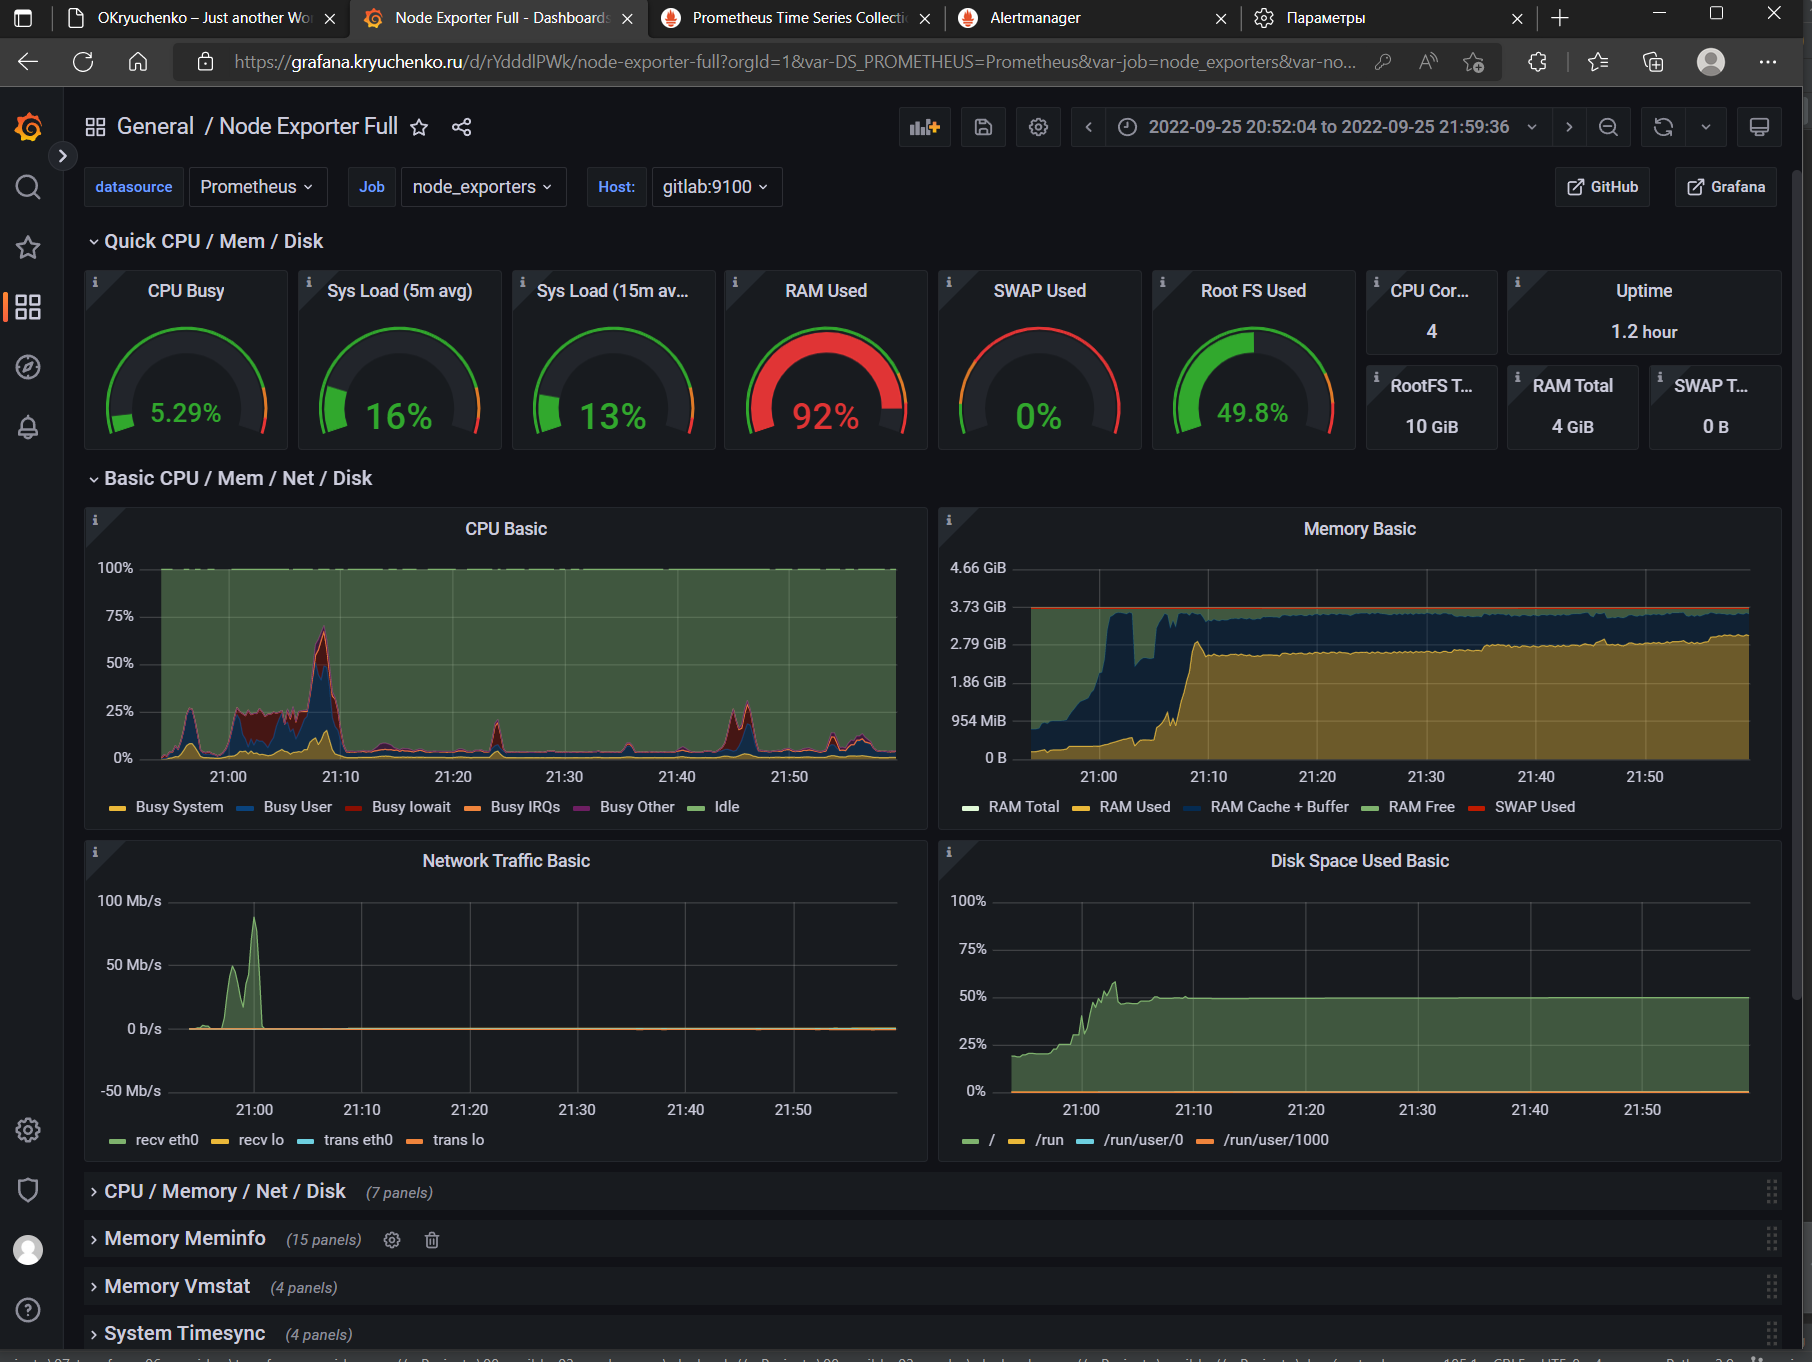 OKryuchenko – Just another Wo
Node Exporter Full - Dashboards
Prometheus Time Series Collecti
Alertmanager
Параметры
https://grafana.kryuchenko.ru/d/rYdddlPWk/node-exporter-full?orgId=1&var-DS_PROMETHEUS=Prometheus&var-job=node_exporters&var-no...
General / Node Exporter Full
2022-09-25 20:52:04 to 2022-09-25 21:59:36
datasource Prometheus Job node_exporters Host: gitlab:9100 GitHub Grafana
Quick CPU / Mem / Disk
CPU Busy
5.29%
Sys Load (5m avg)
16%
Sys Load (15m av...
13%
RAM Used
92%
SWAP Used
0%
Root FS Used
49.8%
CPU Cor...
4
Uptime
1.2 hour
RootFS T...
10 GiB
RAM Total
4 GiB
SWAP T...
0 B
Basic CPU / Mem / Net / Disk
CPU Basic
100%
75%
50%
25%
0%
21:00 21:10 21:20 21:30 21:40 21:50
Busy System Busy User Busy Iowait Busy IRQs Busy Other Idle
Memory Basic
4.66 GiB
3.73 GiB
2.79 GiB
1.86 GiB
954 MiB
0 B
21:00 21:10 21:20 21:30 21:40 21:50
RAM Total RAM Used RAM Cache + Buffer RAM Free SWAP Used
Network Traffic Basic
100 Mb/s
50 Mb/s
0 b/s
-50 Mb/s
21:00 21:10 21:20 21:30 21:40 21:50
recv eth0 recv lo trans eth0 trans lo
Disk Space Used Basic
100%
75%
50%
25%
0%
21:00 21:10 21:20 21:30 21:40 21:50
/ /run /run/user/0 /run/user/1000
CPU / Memory / Net / Disk (7 panels)
Memory Meminfo (15 panels)
Memory Vmstat (4 panels)
System Timesync (4 panels)